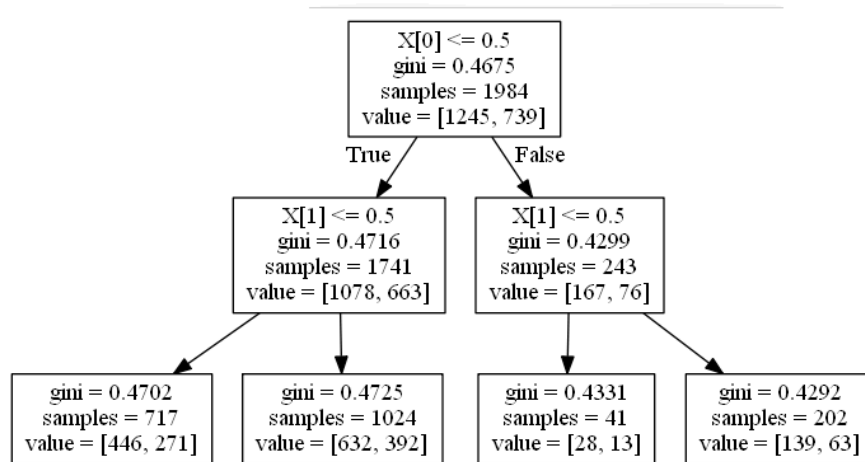 X[0] <= 0.5
gini = 0.4675
samples = 1984
value = [1245, 739]
True
False
X[1] <= 0.5
gini = 0.4716
samples = 1741
value = [1078, 663]
X[1] <= 0.5
gini = 0.4299
samples = 243
value = [167, 76]
gini = 0.4702
samples = 717
value = [446, 271]
gini = 0.4725
samples = 1024
value = [632, 392]
gini = 0.4331
samples = 41
value = [28, 13]
gini = 0.4292
samples = 202
value = [139, 63]